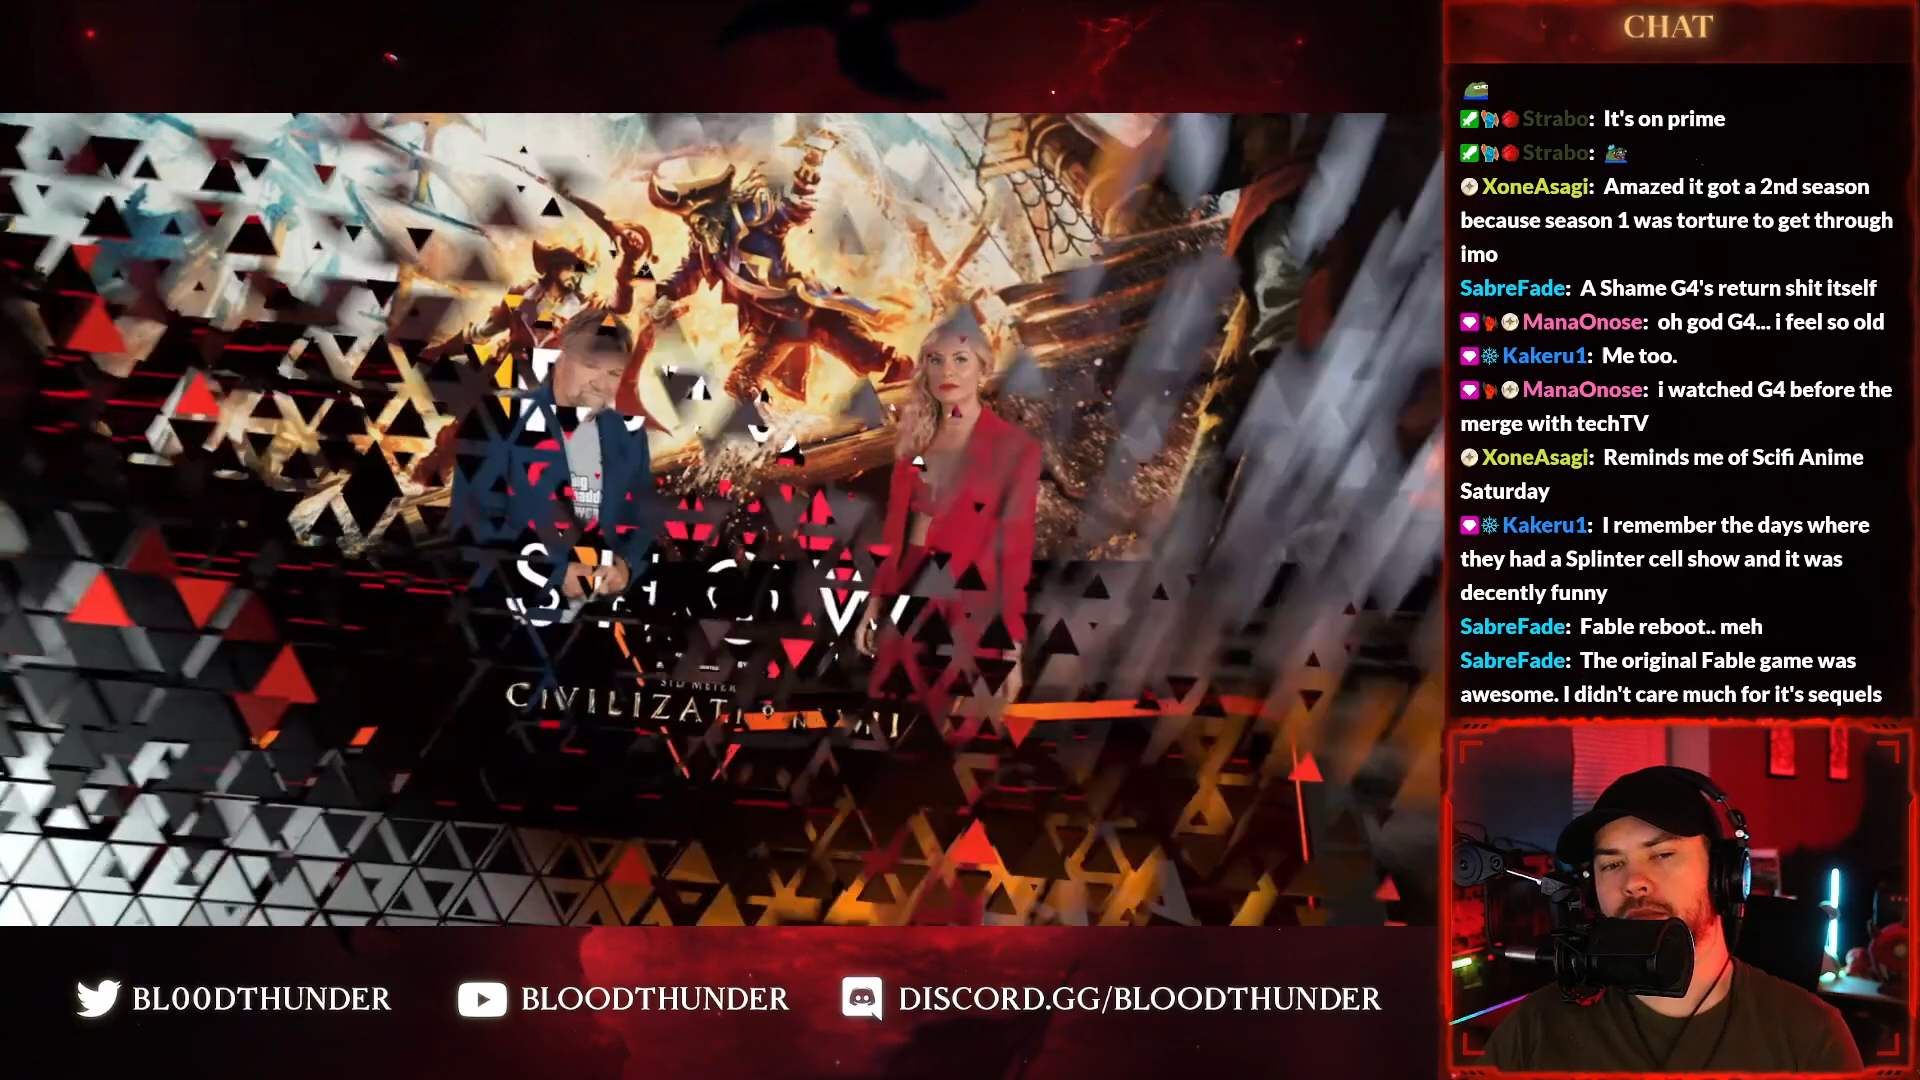 CHAT
Strabo: It's on prime
Strabo:
XoneAsagi: Amazed it got a 2nd season
because season 1 was torture to get through
imo
SabreFade: A Shame G4's return shit itself
ManaOnose: oh god G4... i feel so old
Kakeru1: Me too.
ManaOnose: i watched G4 before the
merge with techTV
XoneAsagi: Reminds me of Scifi Anime
Saturday
Kakeru1: I remember the days where
they had a Splinter cell show and it was
decently funny
SabreFade: Fable reboot.. meh
SabreFade: The original Fable game was
awesome. I didn't care much for it's sequels
SHOW
SID MEIER
CIVILIZATION VII
BL00DTHUNDER
BLOODTHUNDER
DISCORD.GG/BLOODTHUNDER